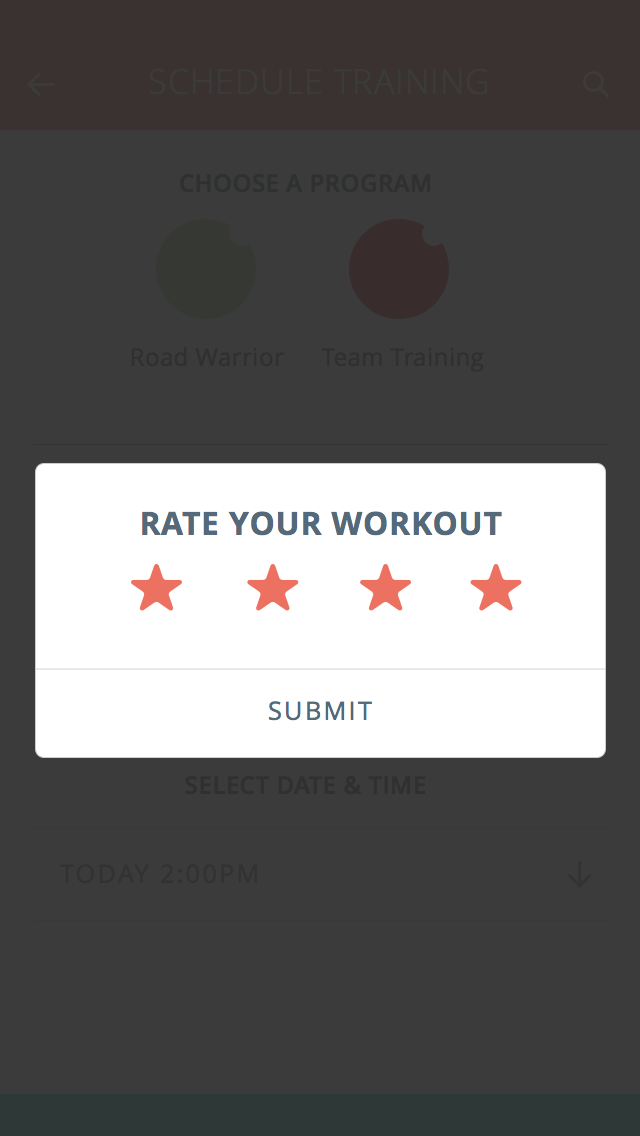 SCHEDULE TRAINING
CHOOSE A PROGRAM
Road Warrior Team Training
RATE YOUR WORKOUT
SUBMIT
SELECT DATE & TIME
TODAY 2:00PM